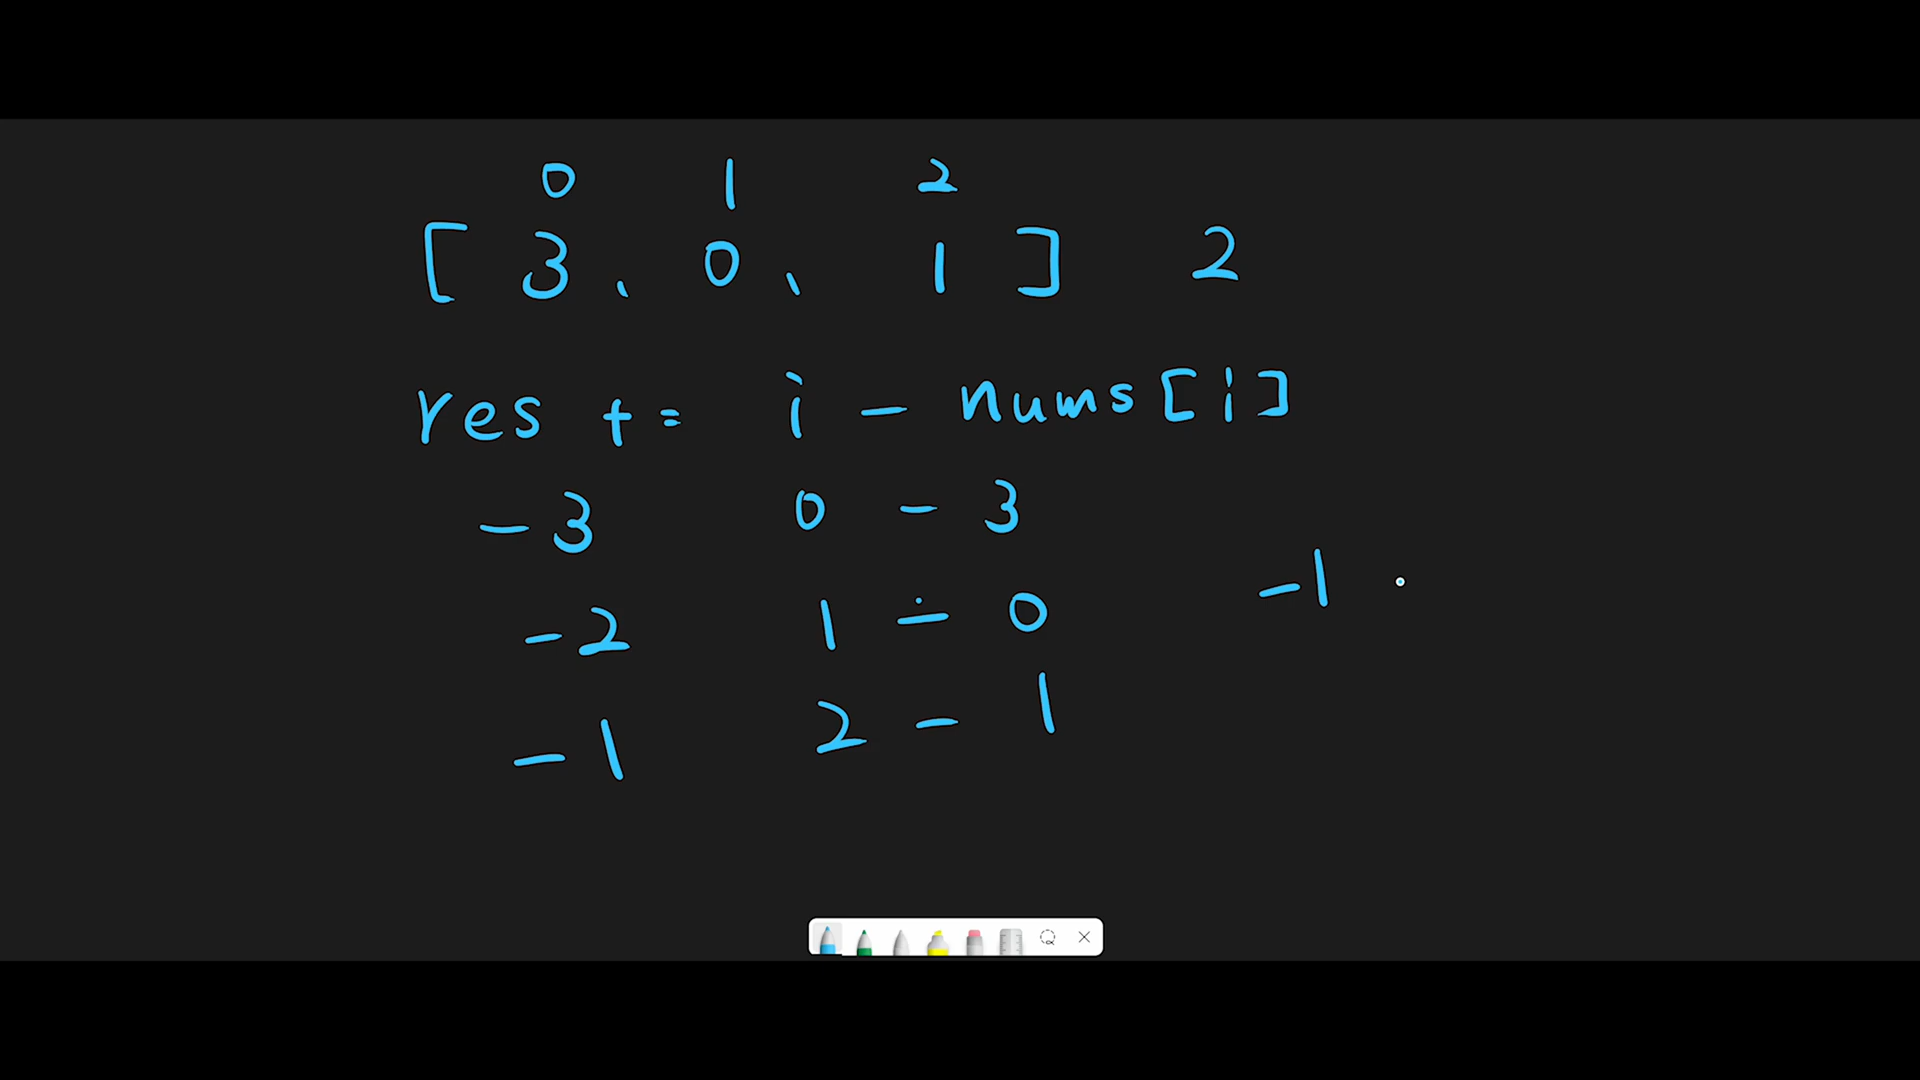 0 1 2
[ 3, 0, 1 ] 2
res += i - nums[i]
-3 0 - 3
-2 1 - 0 -1
-1 2 - 1